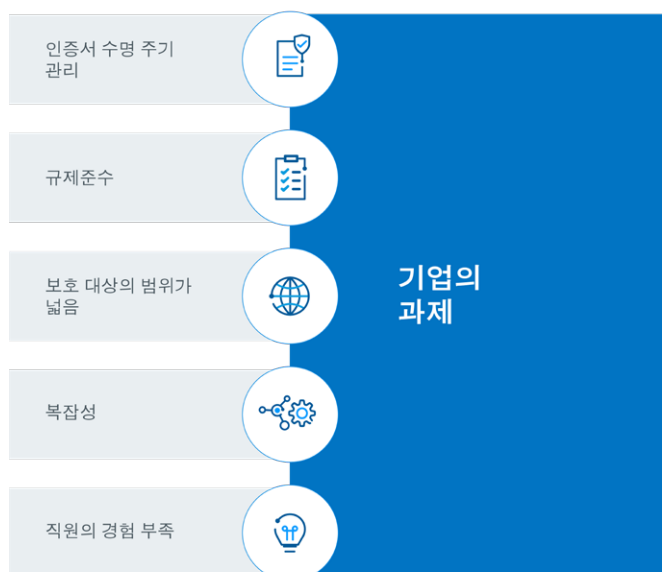 인증서 수명 주기
관리
규제준수
보호 대상의 범위가
넓음
복잡성
직원의 경험 부족
기업의
과제